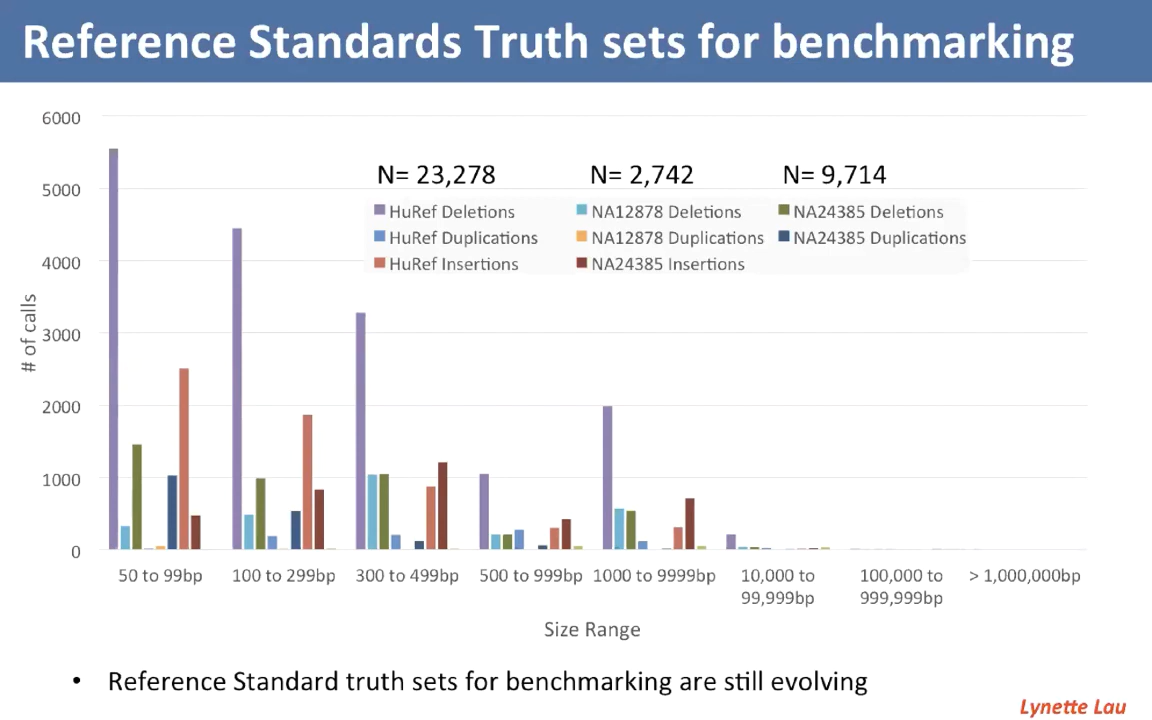 Reference Standards Truth sets for benchmarking
6000
5000
4000
3000
2000
1000
0
# of calls
N= 23,278 N= 2,742 N= 9,714
HuRef Deletions NA12878 Deletions NA24385 Deletions
HuRef Duplications NA12878 Duplications NA24385 Duplications
HuRef Insertions NA24385 Insertions
50 to 99bp 100 to 299bp 300 to 499bp 500 to 999bp 1000 to 9999bp 10,000 to 100,000 to > 1,000,000bp
99,999bp 999,999bp
Size Range
• Reference Standard truth sets for benchmarking are still evolving
Lynette Lau